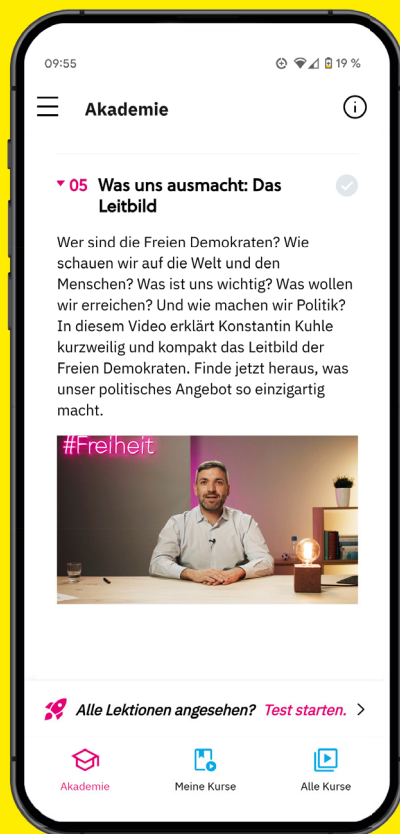 09:55
19 %
Akademie
05 Was uns ausmacht: Das
Leitbild
Wer sind die Freien Demokraten? Wie
schauen wir auf die Welt und den
Menschen? Was ist uns wichtig? Was wollen
wir erreichen? Und wie machen wir Politik?
In diesem Video erklärt Konstantin Kuhle
kurzweilig und kompakt das Leitbild der
Freien Demokraten. Finde jetzt heraus, was
unser politisches Angebot so einzigartig
macht.
#Freiheit
Alle Lektionen angesehen? Test starten.
Akademie
Meine Kurse
Alle Kurse